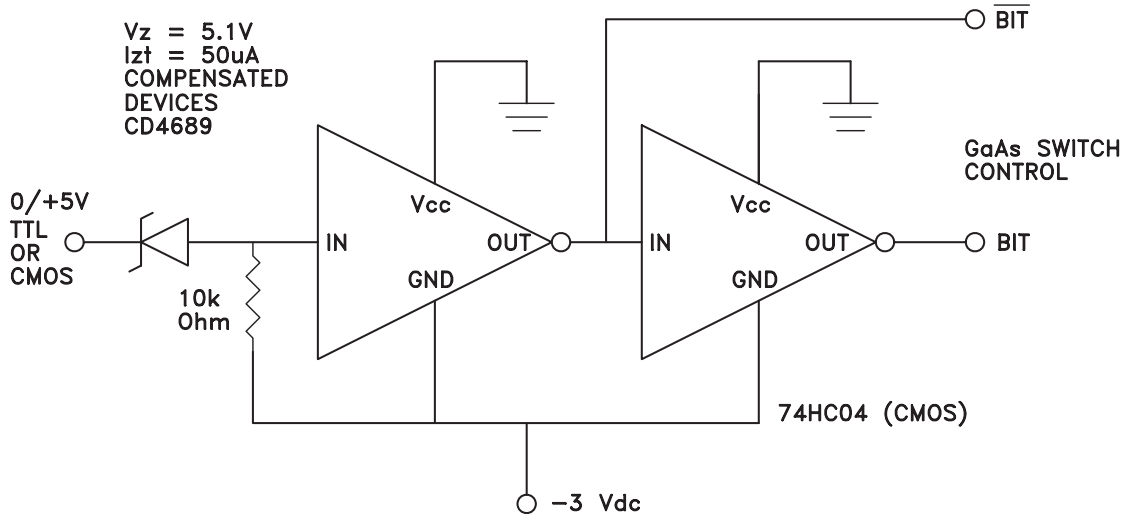 Vz = 5.1V
Izt = 50uA
COMPENSATED
DEVICES
CD4689
BIT
GaAs SWITCH
CONTROL
0/+5V
TTL
OR
CMOS
IN
Vcc
OUT
GND
IN
Vcc
OUT
GND
BIT
10k
Ohm
74HC04 (CMOS)
-3 Vdc